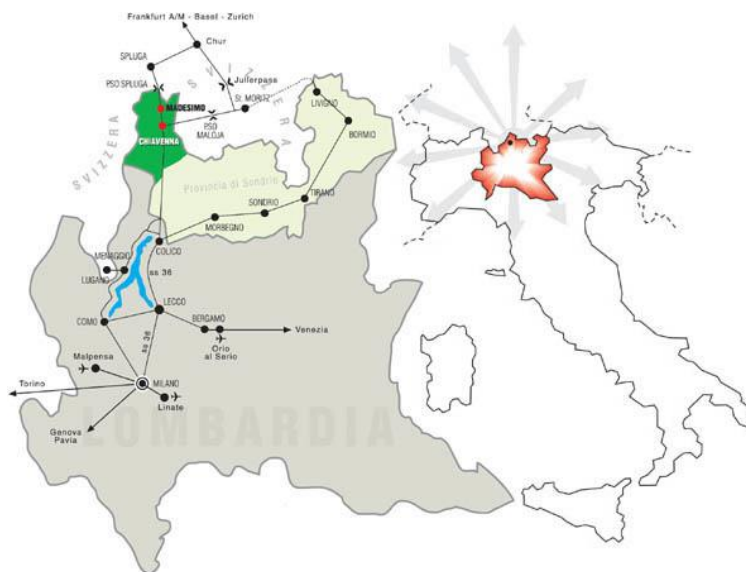 Frankfurt A/M - Basel - Zurich
Chur
SPLUGA
PSO SPLUGA
Julierpass
SVIZZERA
MADESIMO
St. MORITZ
PSO
MALOJA
LIVIGNO
CHIAVENNA
BORMIO
SVIZZERA
Provincia di Sondrio
TIRANO
SONDRIO
MORBEGNO
MENAGGIO
COLICO
LUGANO
ss 36
LECCO
COMO
BERGAMO
Venezia
Orio
al Serio
ss 36
Malpensa
Torino
MILANO
Linate
LOMBARDIA
Genova
Pavia